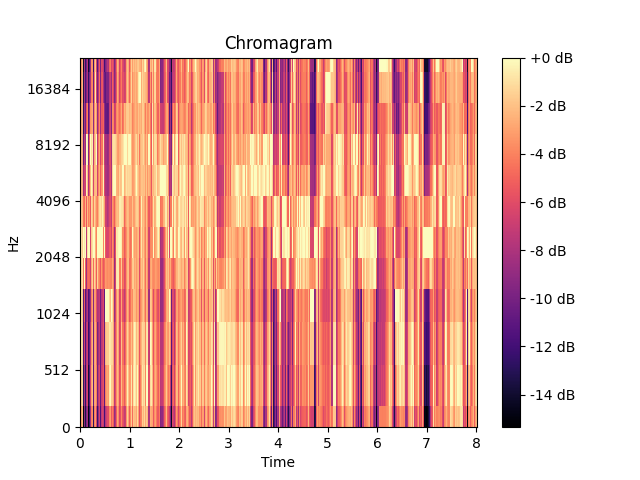 Chromagram
Hz
16384
8192
4096
2048
1024
512
0
0 1 2 3 4 5 6 7 8
Time
+0 dB
-2 dB
-4 dB
-6 dB
-8 dB
-10 dB
-12 dB
-14 dB